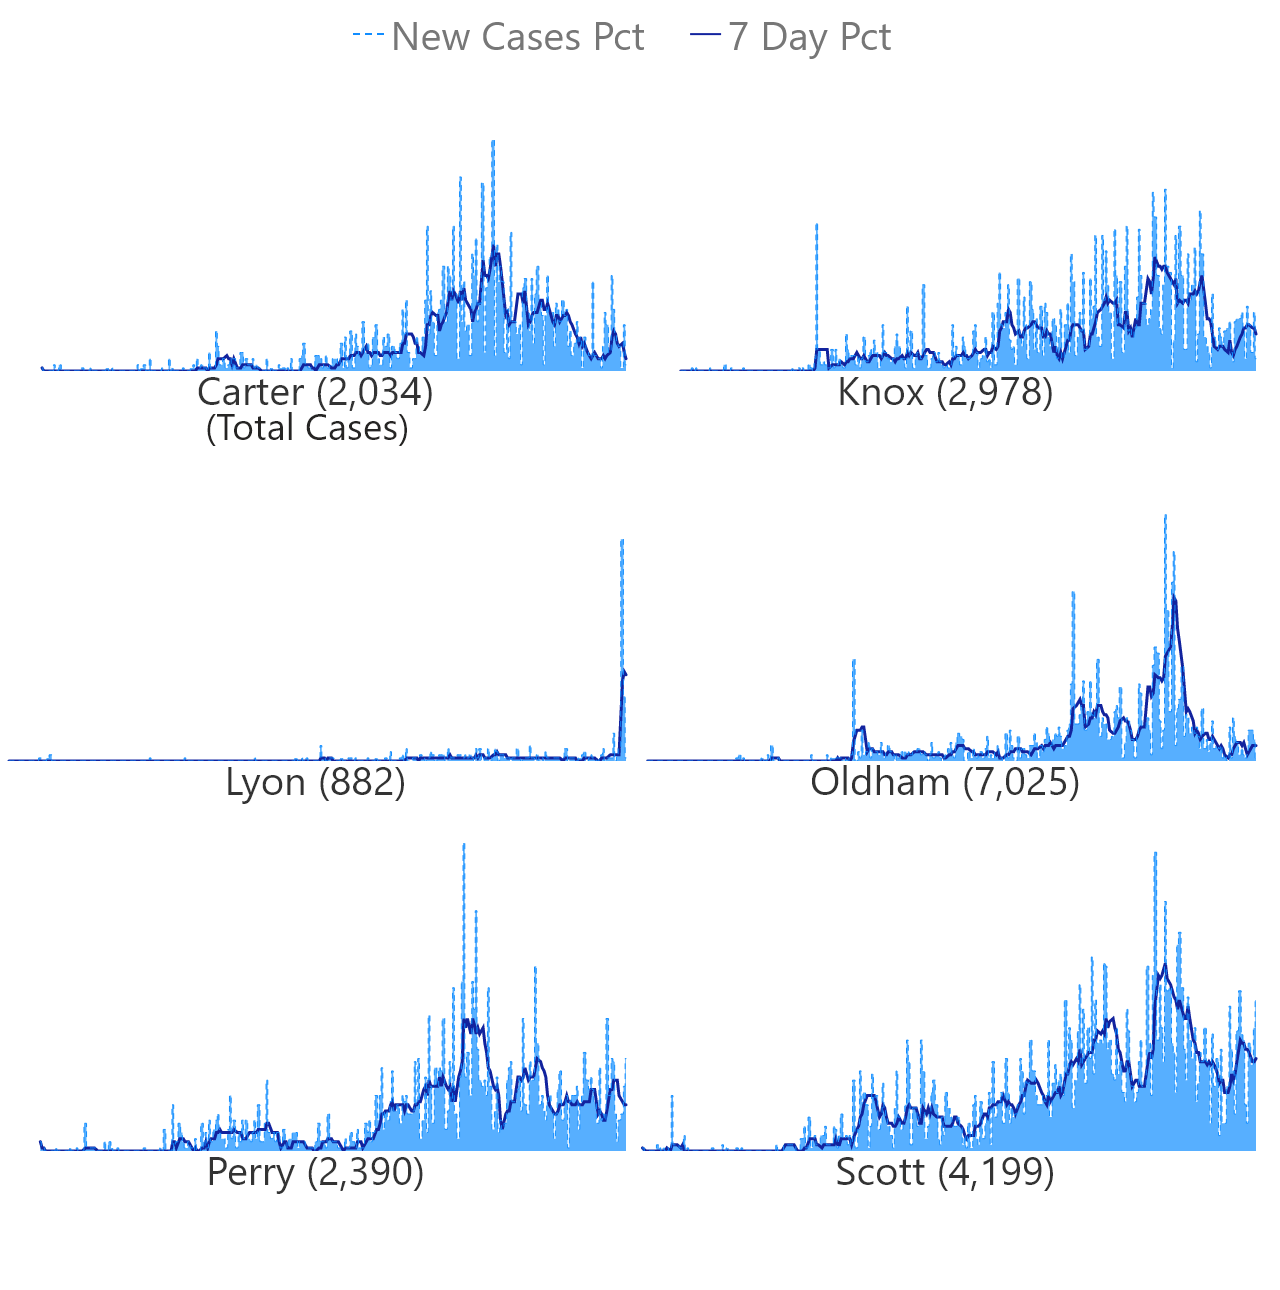 New Cases Pct 7 Day Pct
Carter (2,034) Knox (2,978)
(Total Cases)
Lyon (882) Oldham (7,025)
Perry (2,390) Scott (4,199)